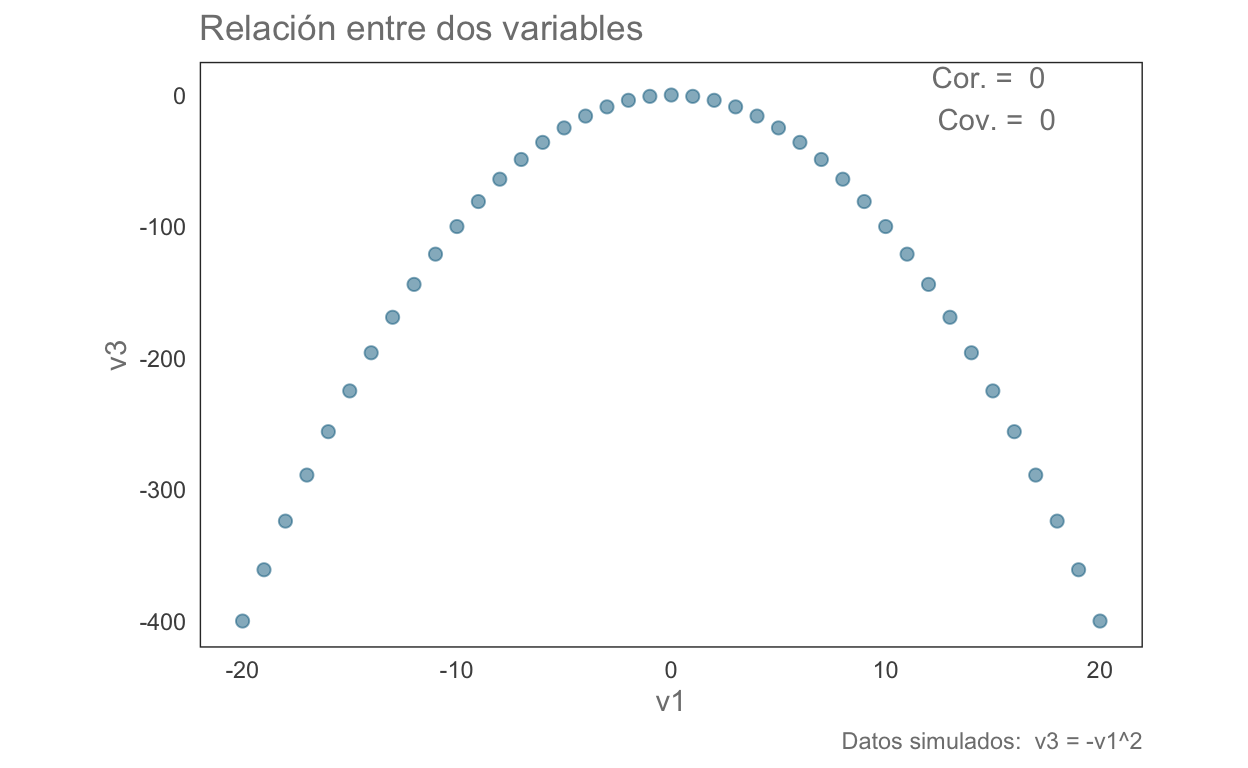 Relación entre dos variables
Cor. = 0
Cov. = 0
0
-100
-200
-300
-400
v3
-20 -10 0 10 20
v1
Datos simulados: v3 = -v1^2